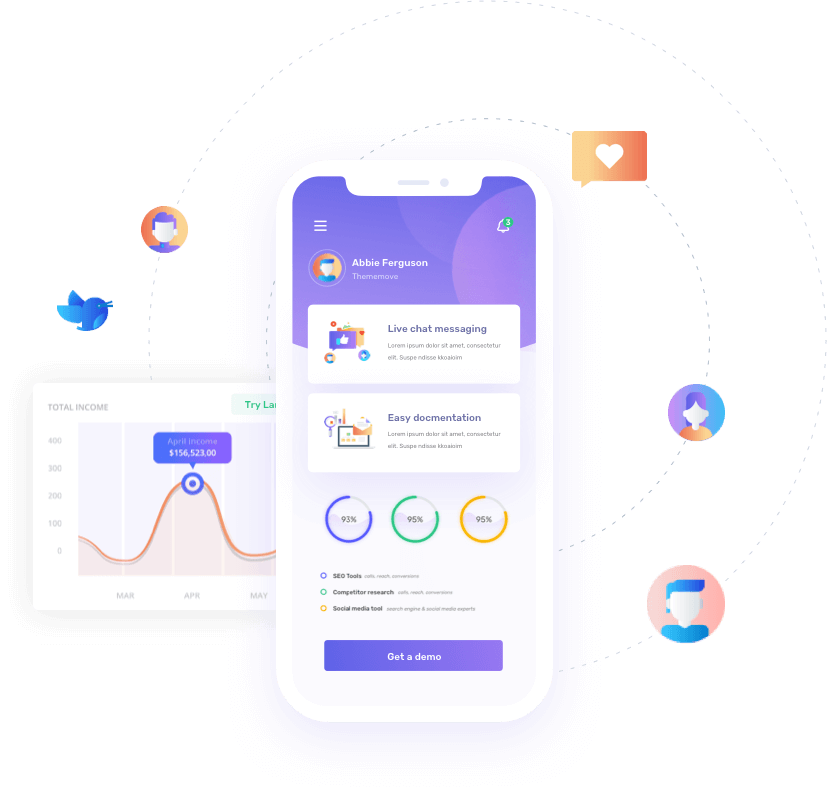 3
Abbie Ferguson
Thememove
Live chat messaging
Lorem ipsum dolor sit amet, consectetur
elit. Suspe ndisse kkoaioim
Easy docmentation
Lorem ipsum dolor sit amet, consectetur
elit. Suspe ndisse kkoaioim
93%
95%
95%
SEO Tools calls, reach, conversions
Competitor research calls, reach, conversions
Social media tool search engine & social media experts
Get a demo
TOTAL INCOME
Try Lan
400
300
200
100
0
April Income
$156,523,00
MAR
APR
MAY